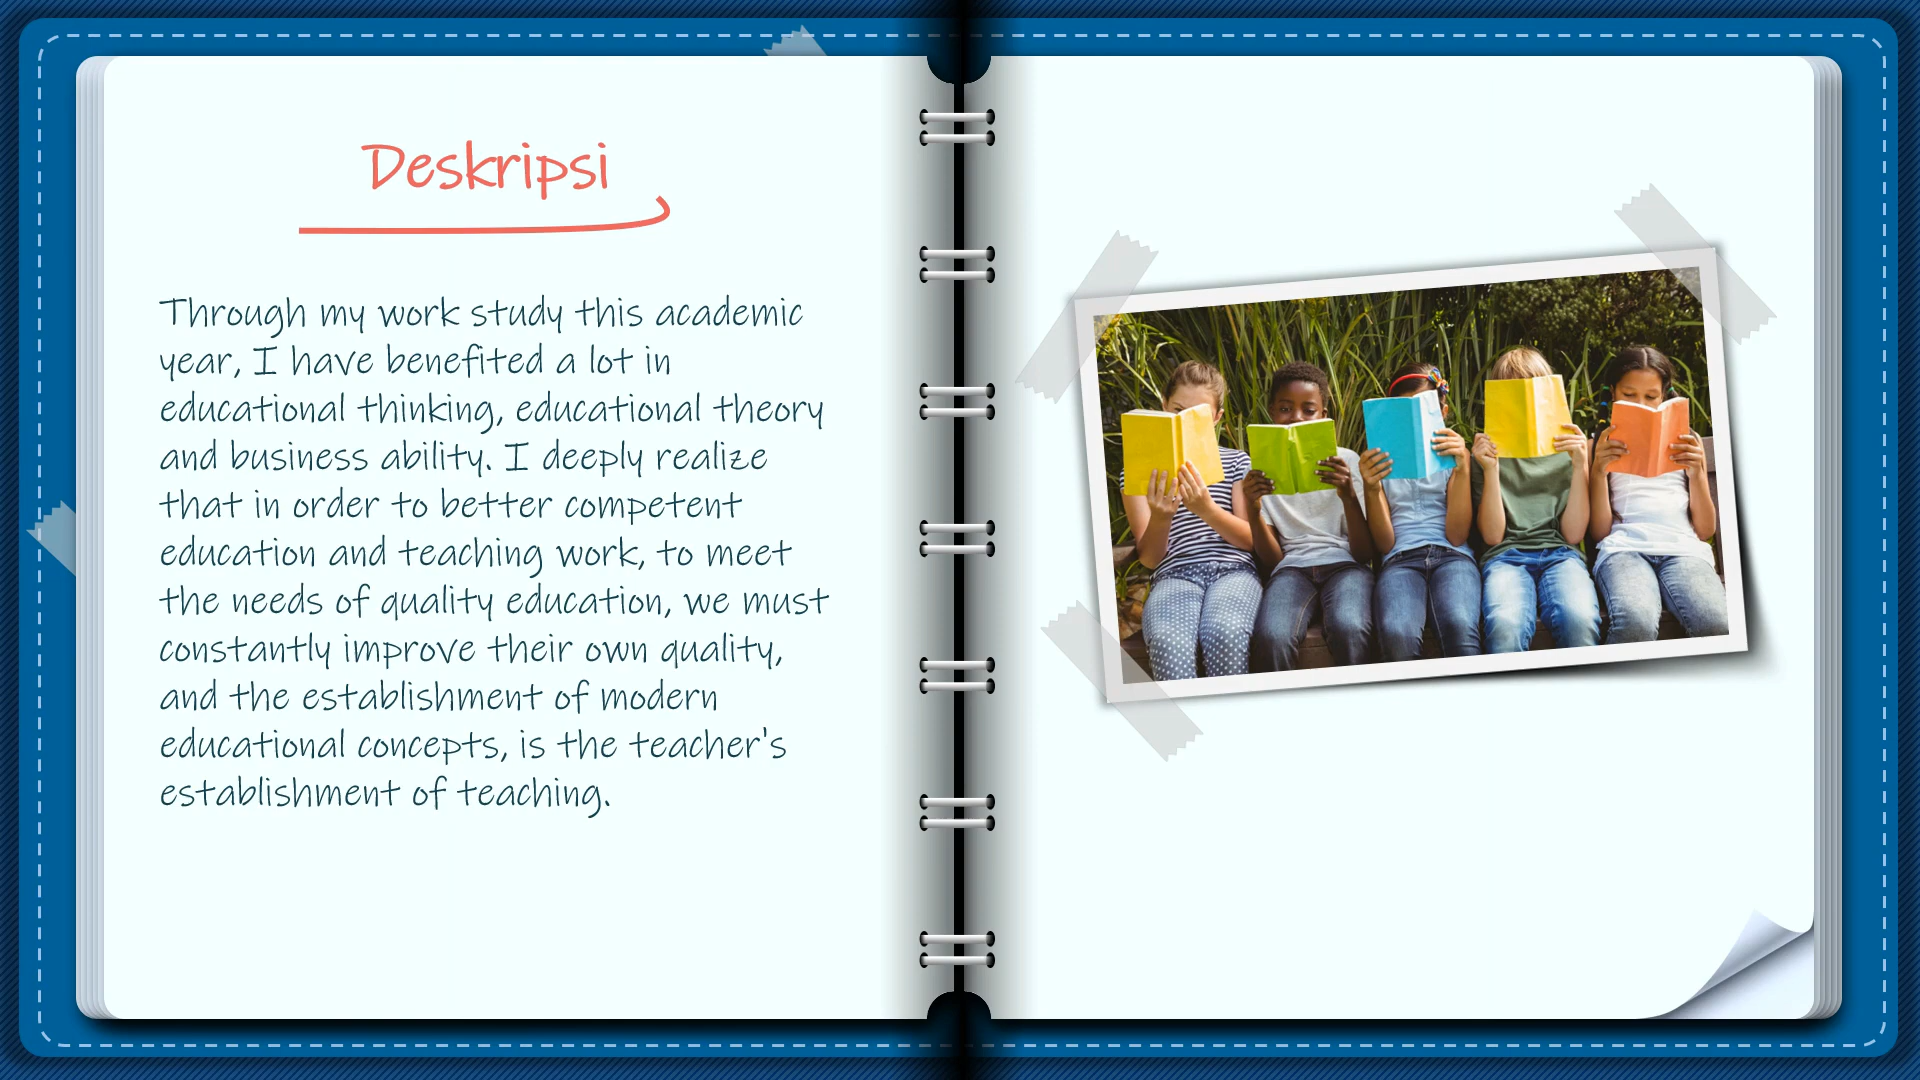 Deskripsi
Through my work study this academic
year, I have benefited a lot in
educational thinking, educational theory
and business ability. I deeply realize
that in order to better competent
education and teaching work, to meet
the needs of quality education, we must
constantly improve their own quality,
and the establishment of modern
educational concepts, is the teacher's
establishment of teaching.